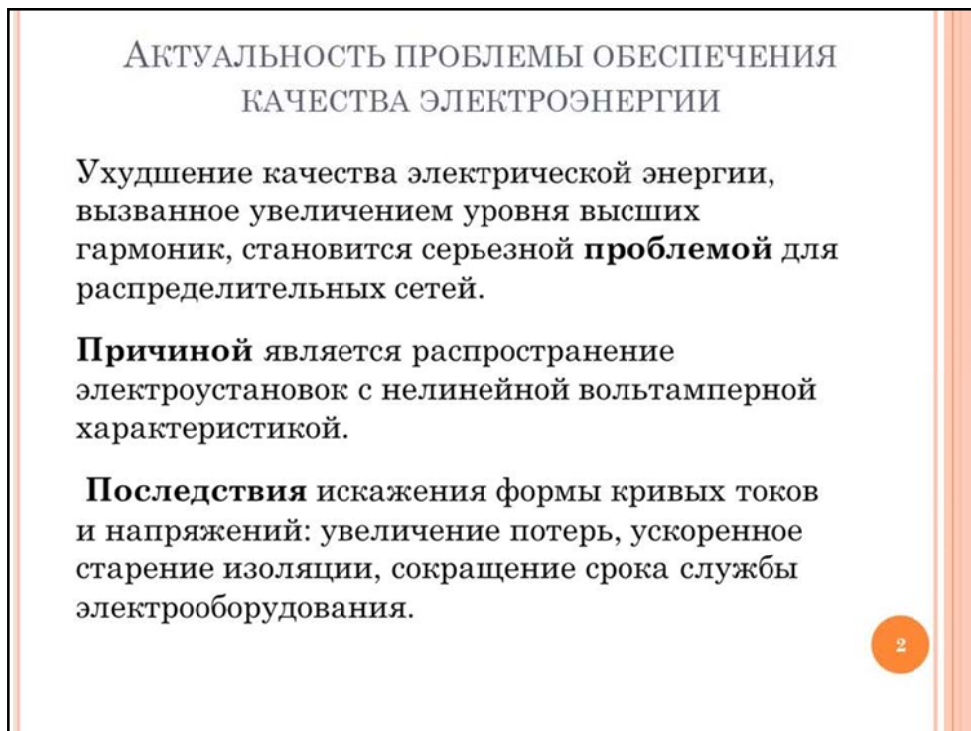 Актуальность проблемы обеспечения
качества электроэнергии
Ухудшение качества электрической энергии,
вызванное увеличением уровня высших
гармоник, становится серьезной проблемой для
распределительных сетей.
Причиной является распространение
электроустановок с нелинейной вольтамперной
характеристикой.
Последствия искажения формы кривых токов
и напряжений: увеличение потерь, ускоренное
старение изоляции, сокращение срока службы
электрооборудования.
2